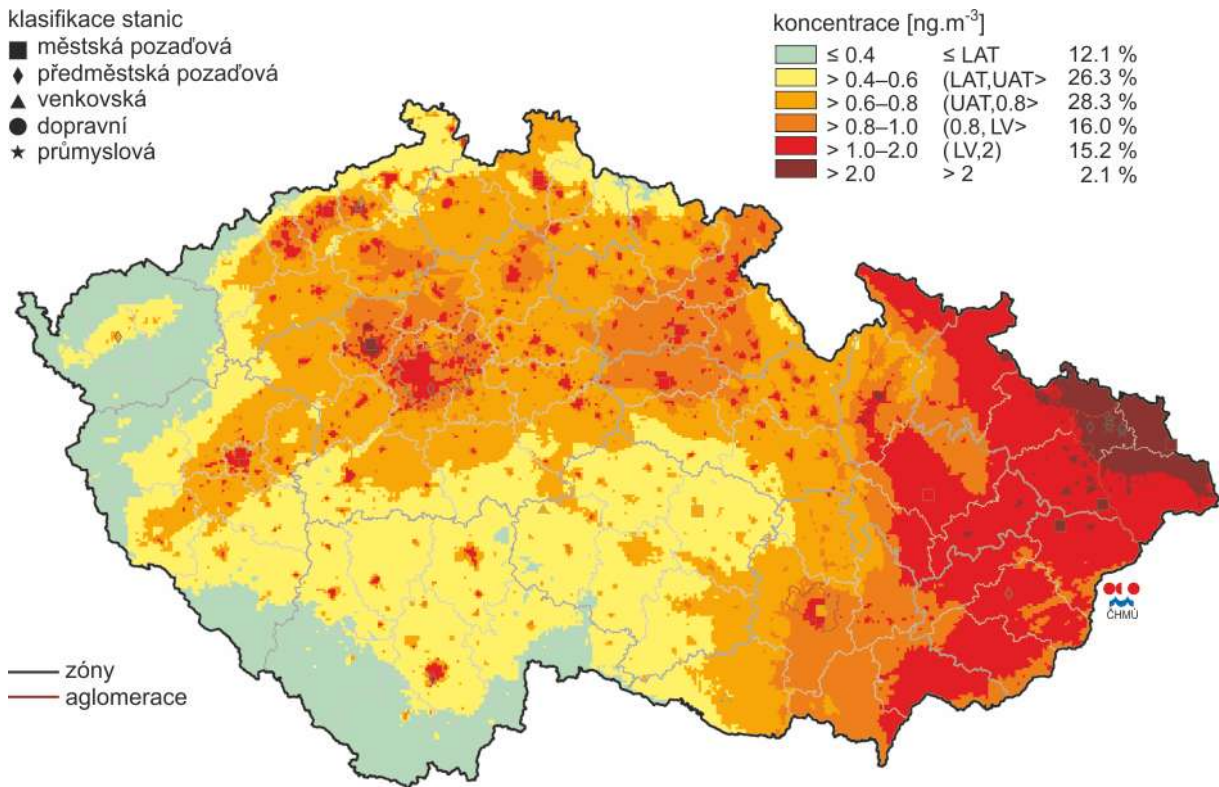 klasifikace stanic
městská pozaďová
předměstská pozaďová
venkovská
dopravní
průmyslová
koncentrace [ng.m⁻³]
≤ 0.4 ≤ LAT 12.1 %
> 0.4–0.6 (LAT,UAT> 26.3 %
> 0.6–0.8 (UAT,0.8> 28.3 %
> 0.8–1.0 (0.8, LV> 16.0 %
> 1.0–2.0 ( LV,2) 15.2 %
> 2.0 > 2 2.1 %
ČHMÚ
zóny
aglomerace